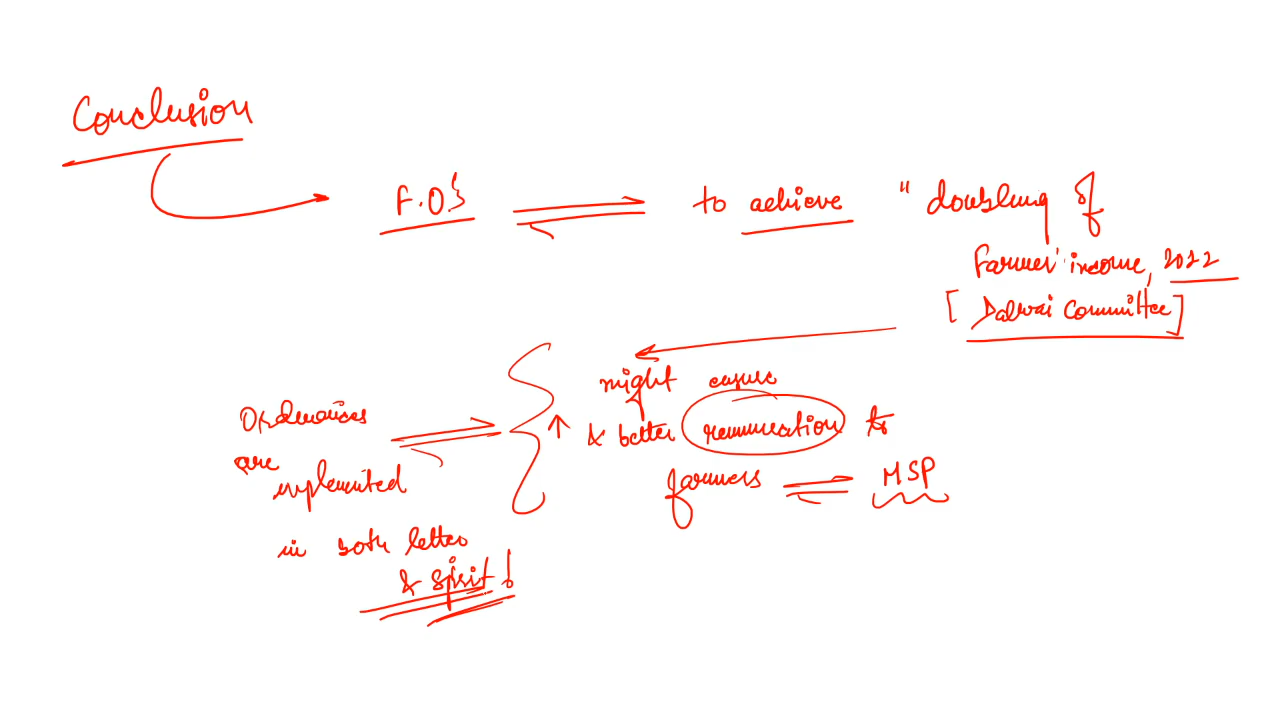 Conclusion
F.O's ⇌ to achieve "doubling of
Farmer' income, 2022
[Dalwai Committee]
might ensure
↑ & better remuneration to
farmers ⇌ MSP
Ordenances
are
implemented
in both letter
& spirit!